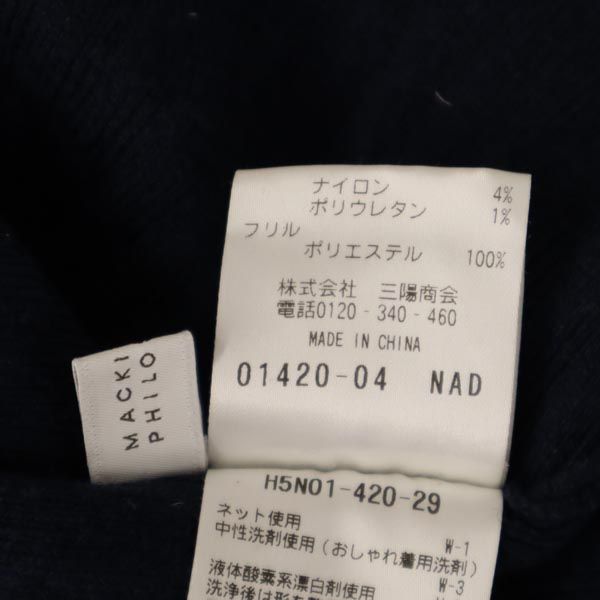 ナイロン 4%
ポリウレタン 1%
フリル
ポリエステル 100%
株式会社 三陽商会
電話0120-340-460
MADE IN CHINA
01420-04 NAD
H5N01-420-29
ネット使用 W-1
中性洗剤使用(おしゃれ着用洗剤)
液体酸素系漂白剤使用 W-3
MACKI
PHILO